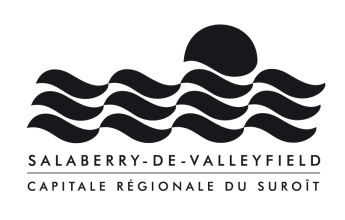 SALABERRY-DE-VALLEYFIELD
CAPITALE RÉGIONALE DU SUROÎT